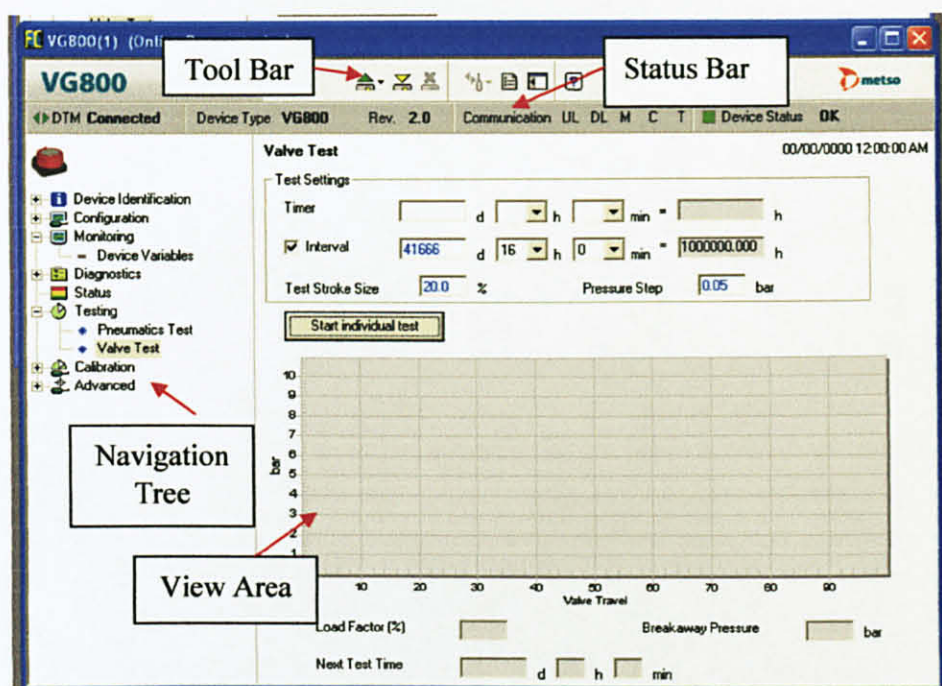 VG800(1) (Onli
VG800
Tool Bar
Status Bar
metso
DTM Connected Device Type VG800 Rev. 2.0 Communication UL DL M C T Device Status OK
Valve Test 00/00/0000 12:00:00 AM
Device Identification
Configuration
Monitoring
Device Variables
Diagnostics
Status
Testing
Pneumatics Test
Valve Test
Calibration
Advanced
Navigation
Tree
Test Settings
Timer d h min = h
Interval 41666 d 16 h 0 min = 1000000.000 h
Test Stroke Size 20.0 % Pressure Step 0.05 bar
Start individual test
10
9
8
7
6
5
4
3
2
1
bar
View Area
10 20 30 40 50 60 70 80 90
Valve Travel
Load Factor (%) Breakaway Pressure bar
Next Test Time d h min